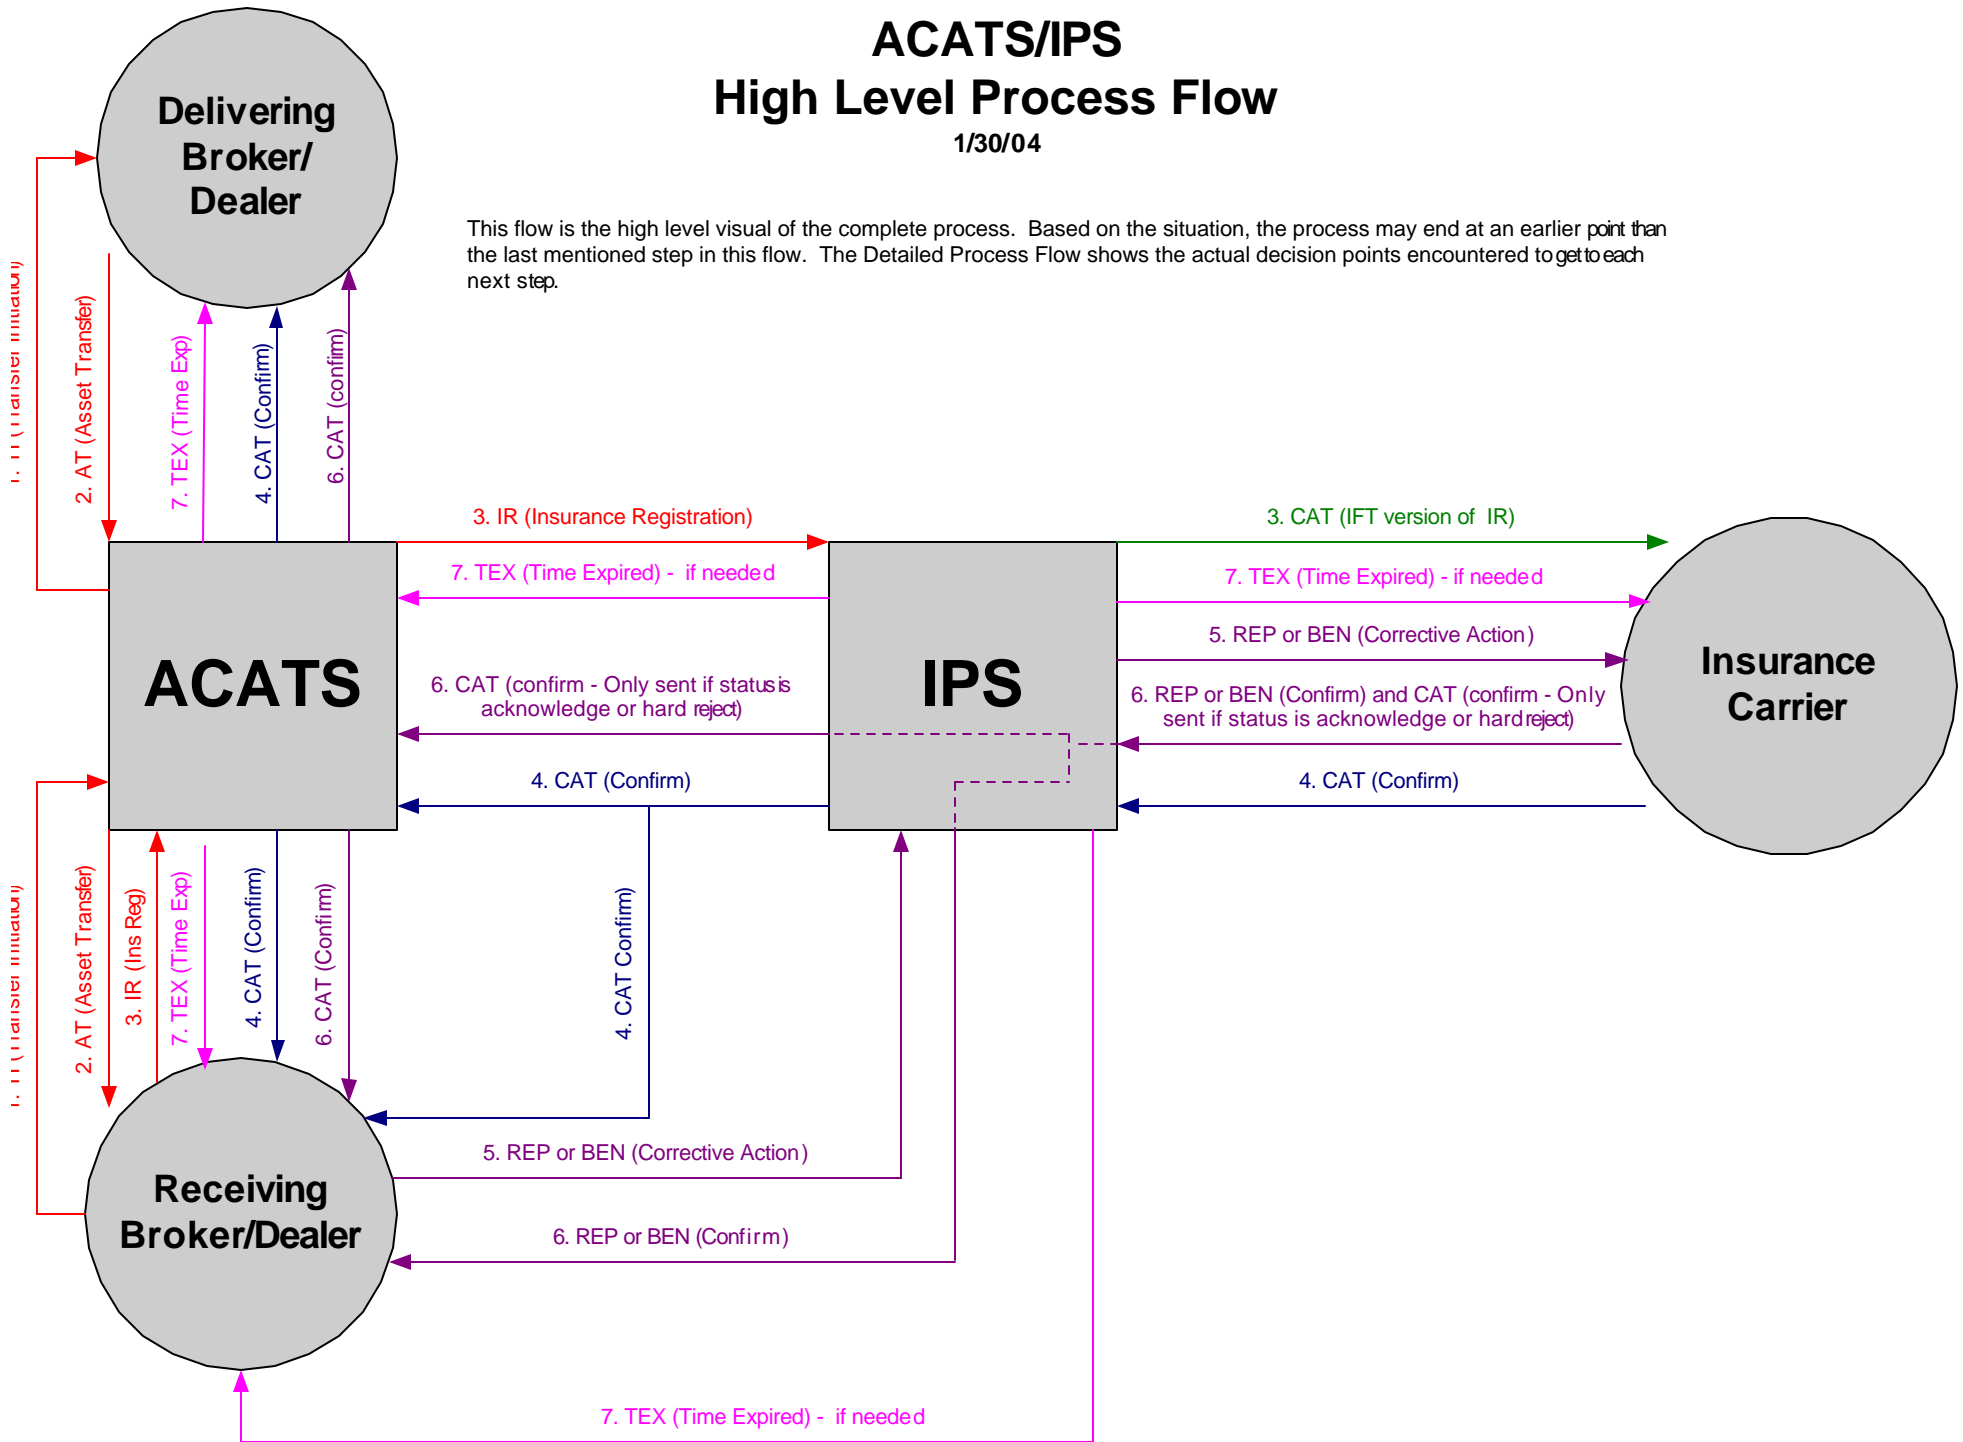 ACATS/IPS
High Level Process Flow
1/30/04
This flow is the high level visual of the complete process. Based on the situation, the process may end at an earlier point than
the last mentioned step in this flow. The Detailed Process Flow shows the actual decision points encountered to get to each
next step.
Delivering
Broker/
Dealer
2. AT (Asset Transfer)
7. TEX (Time Exp)
4. CAT (Confirm)
6. CAT (confirm)
(Transfer Initiation)
3. IR (Insurance Registration)
3. CAT (IFT version of IR)
7. TEX (Time Expired) - if needed
7. TEX (Time Expired) - if needed
5. REP or BEN (Corrective Action)
ACATS
IPS
Insurance
Carrier
6. CAT (confirm - Only sent if status is
acknowledge or hard reject)
6. REP or BEN (Confirm) and CAT (confirm - Only
sent if status is acknowledge or hard reject)
4. CAT (Confirm)
4. CAT (Confirm)
(Transfer Initiation)
2. AT (Asset Transfer)
3. IR (Ins Reg)
7. TEX (Time Exp)
4. CAT (Confirm)
6. CAT (Confirm)
4. CAT Confirm)
5. REP or BEN (Corrective Action)
Receiving
Broker/Dealer
6. REP or BEN (Confirm)
7. TEX (Time Expired) - if needed